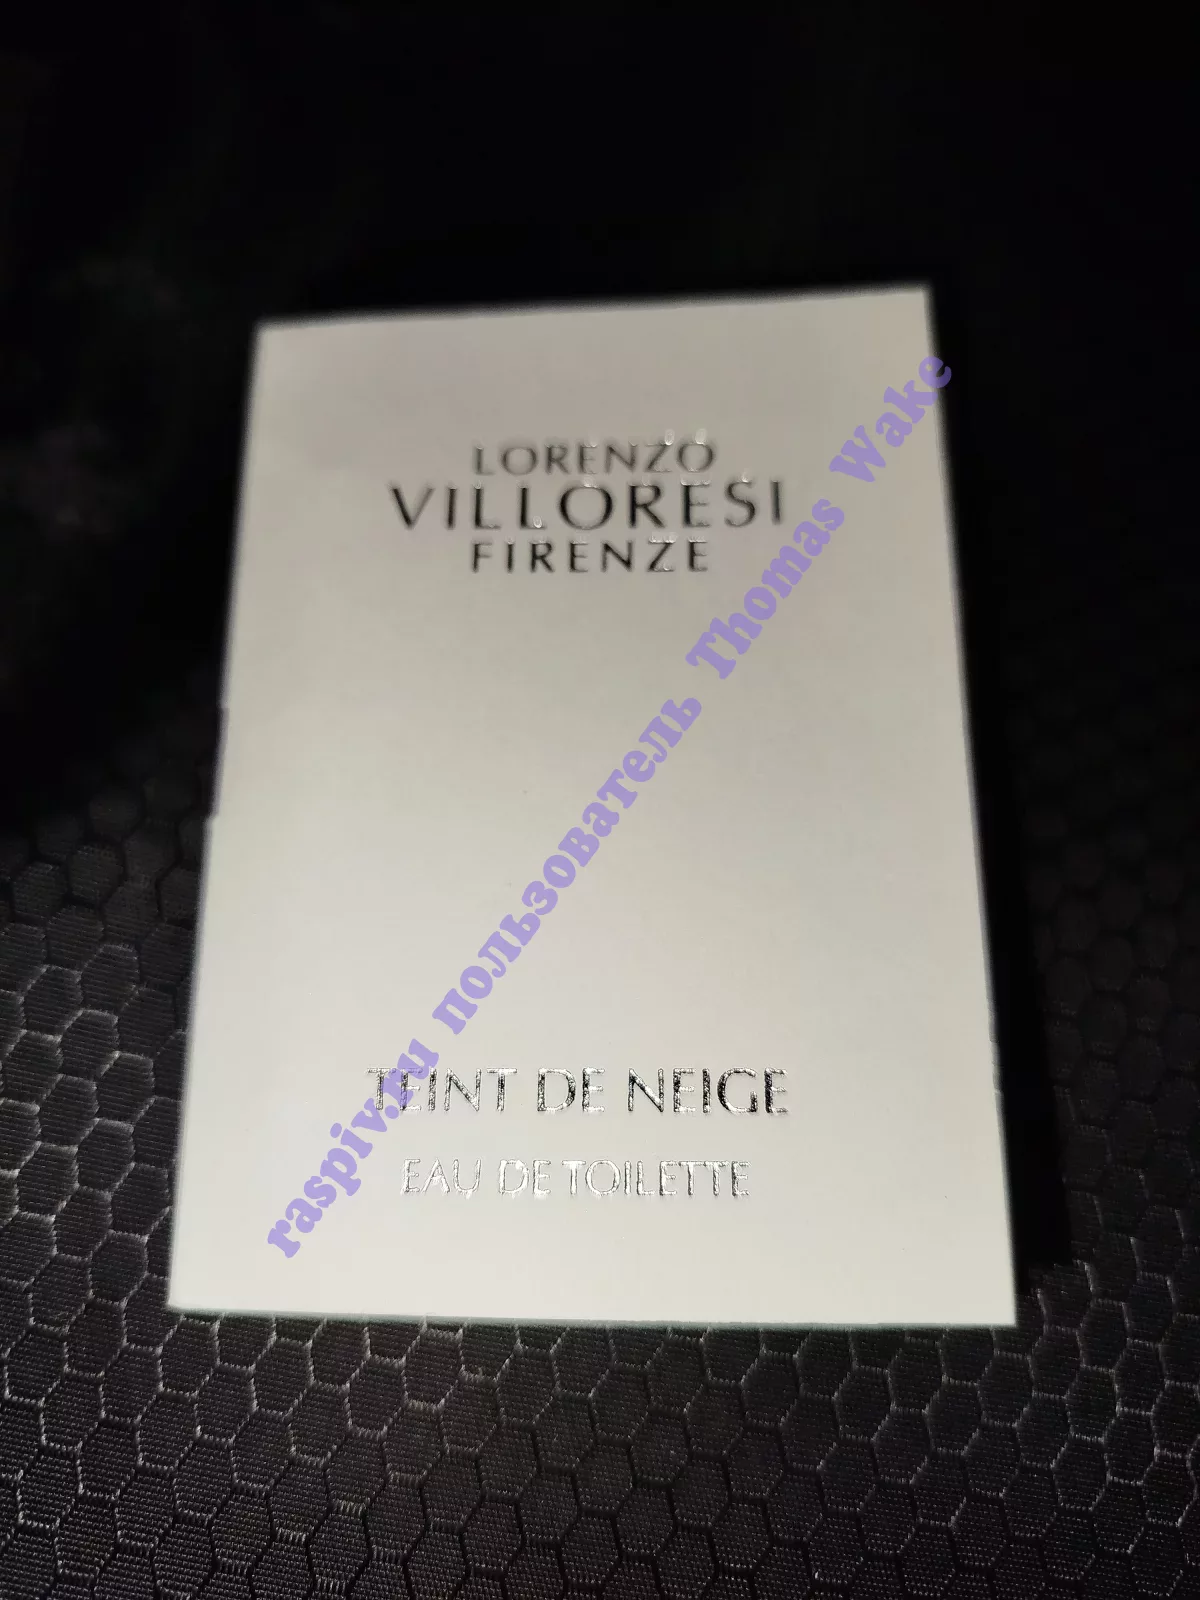 LORENZO
VILLORESI
FIRENZE
raspiv.ru пользователь Thomas Wake
TEINT DE NEIGE
EAU DE TOILETTE